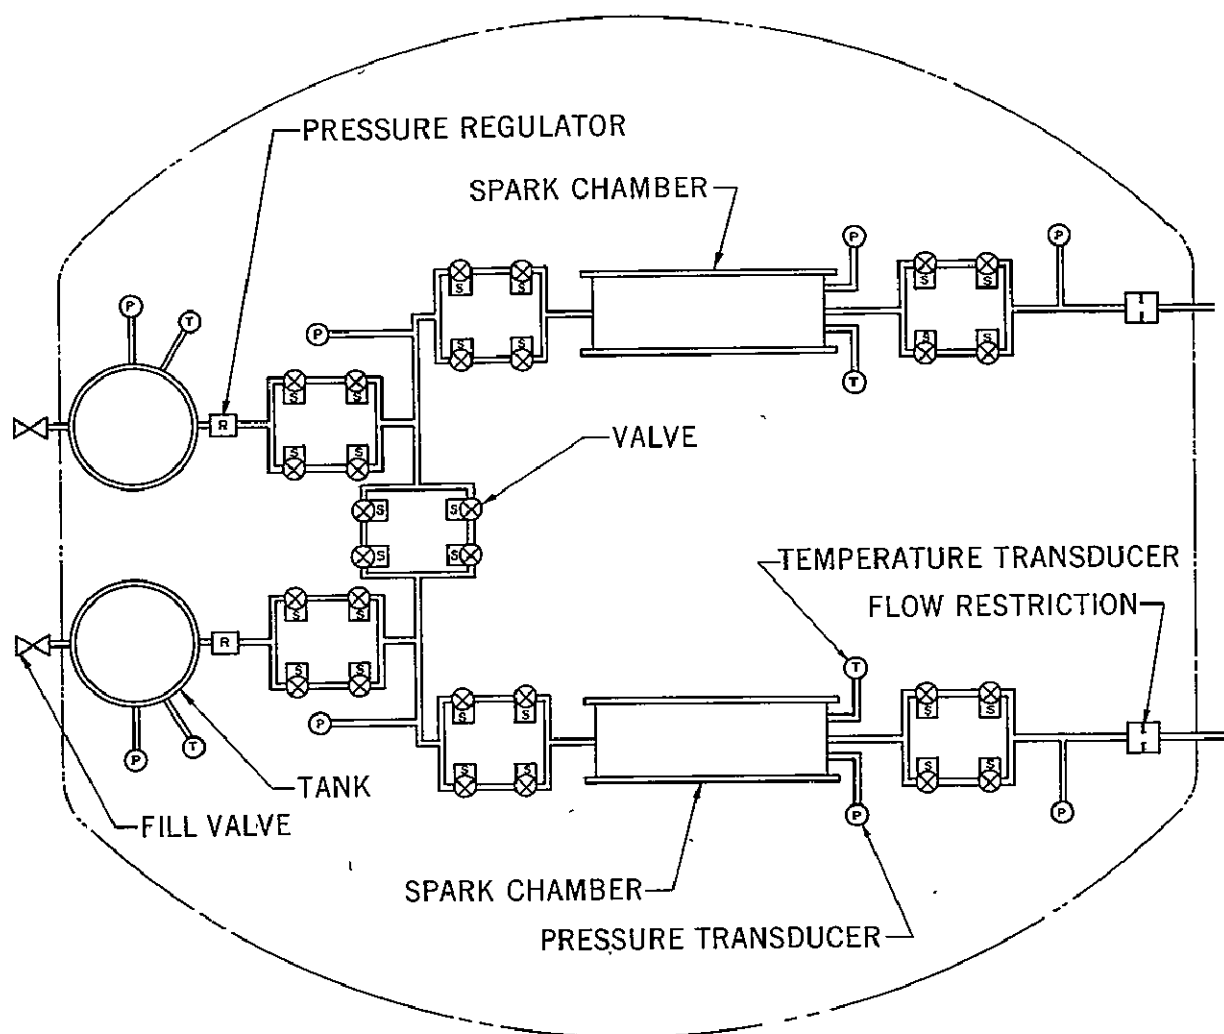 PRESSURE REGULATOR
SPARK CHAMBER
P
P
S S
S S
P
T
P
S S
S S
T
R
S S
S S
VALVE
S S
S S
TEMPERATURE TRANSDUCER
FLOW RESTRICTION
S S
R
S S
T
S S
S S
P
S S
S S
P
T
P
P
TANK
FILL VALVE
SPARK CHAMBER
PRESSURE TRANSDUCER